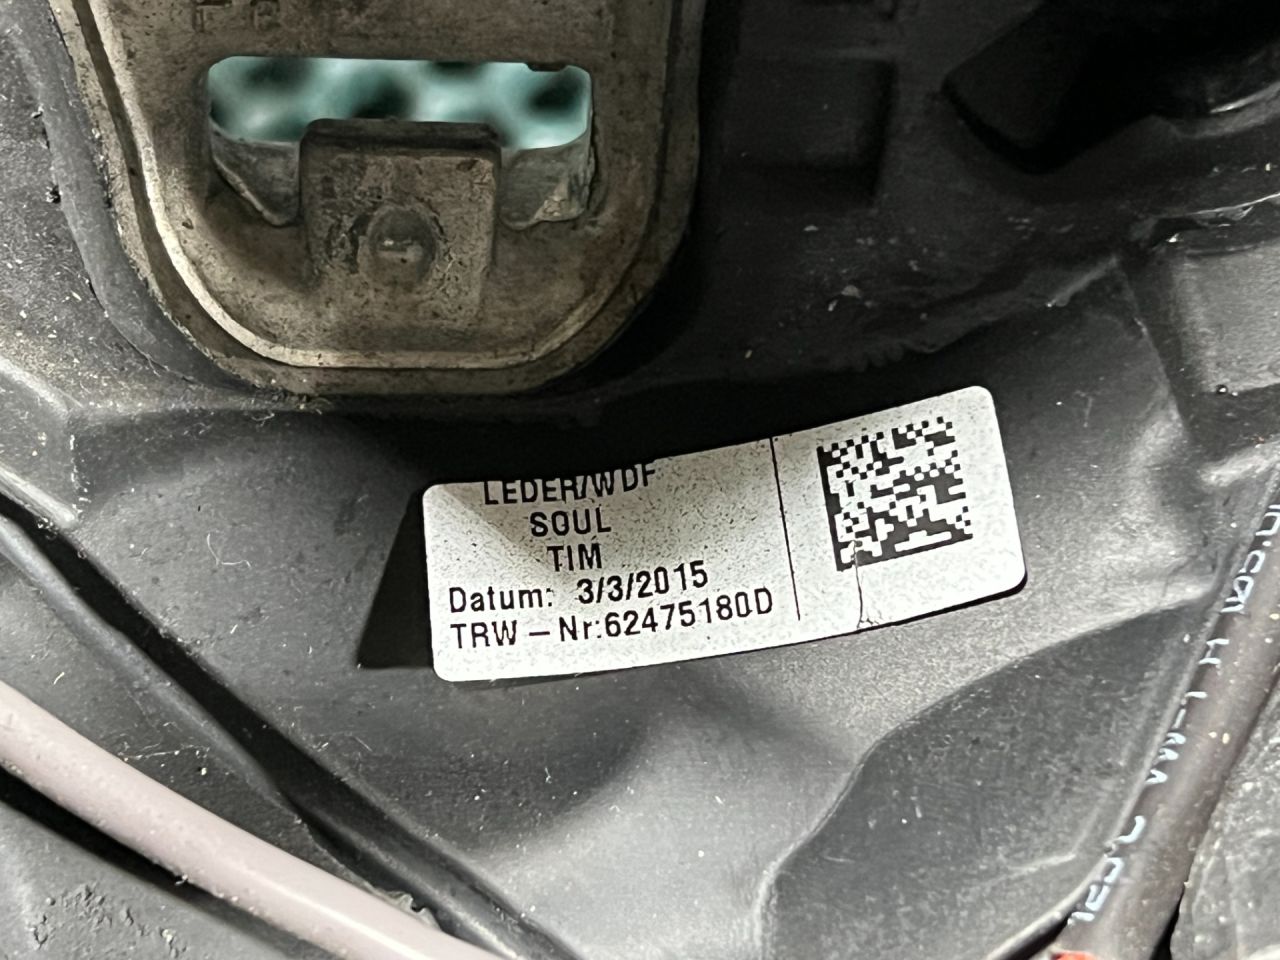 LEDER/WDF
SOUL
TIM
Datum: 3/3/2015
TRW – Nr:62475180D